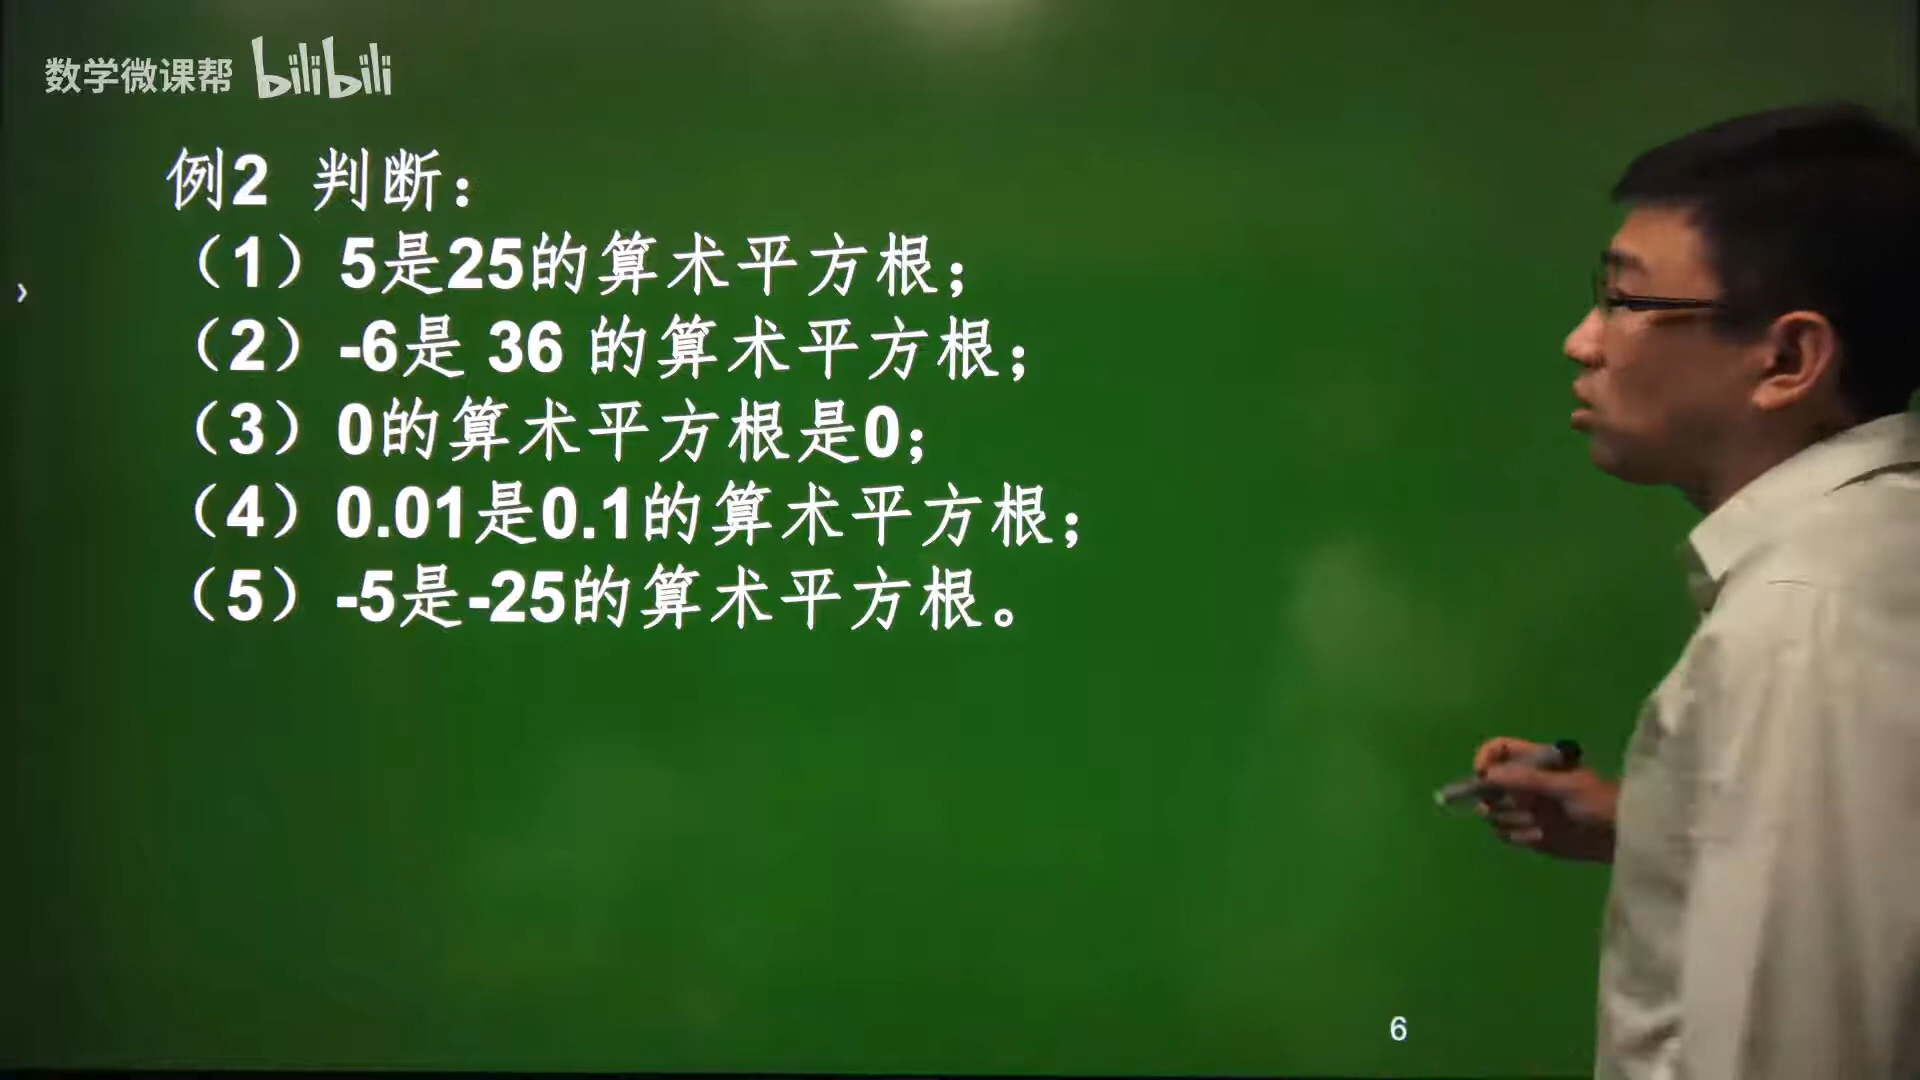 数学微课帮 bilibili
例2 判断：
（1）5是25的算术平方根；
（2）-6是 36 的算术平方根；
（3）0的算术平方根是0；
（4）0.01是0.1的算术平方根；
（5）-5是-25的算术平方根。
6